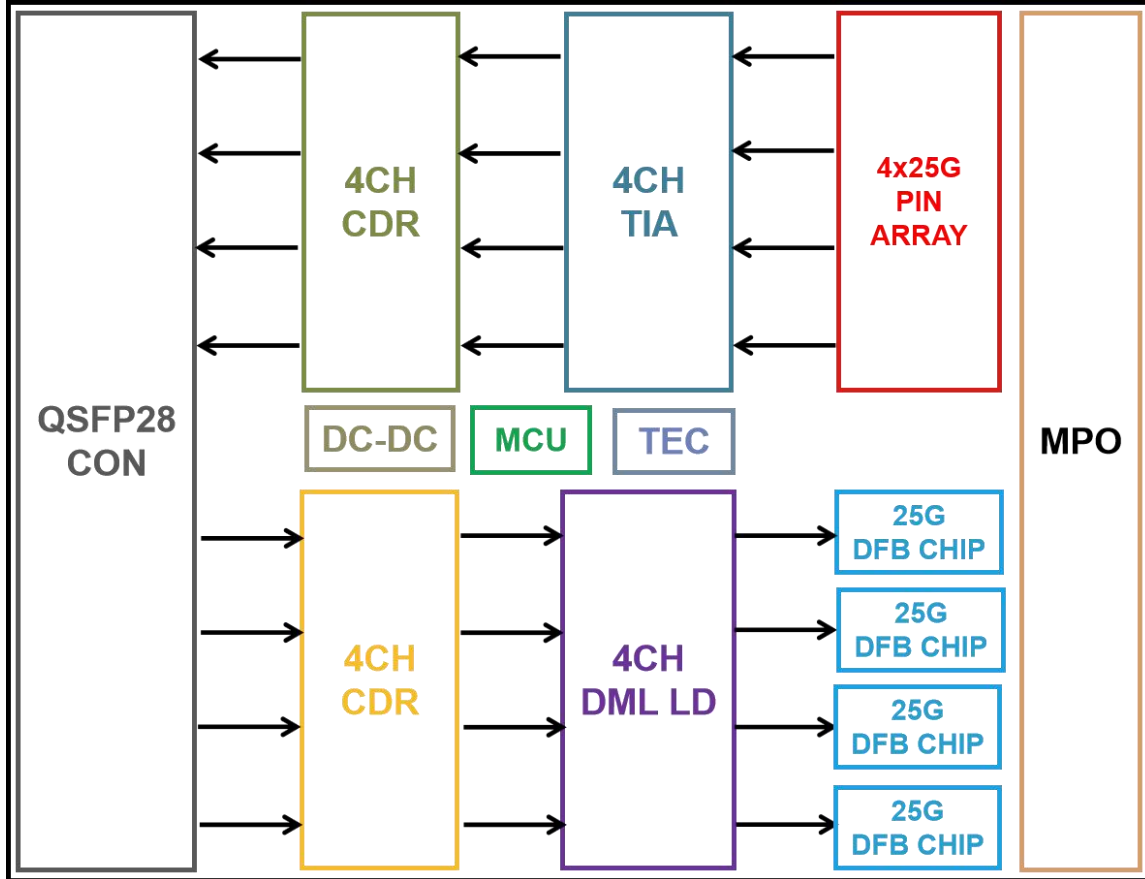 QSFP28
CON
4CH
CDR
4CH
TIA
4x25G
PIN
ARRAY
MPO
DC-DC
MCU
TEC
4CH
CDR
4CH
DML LD
25G
DFB CHIP
25G
DFB CHIP
25G
DFB CHIP
25G
DFB CHIP